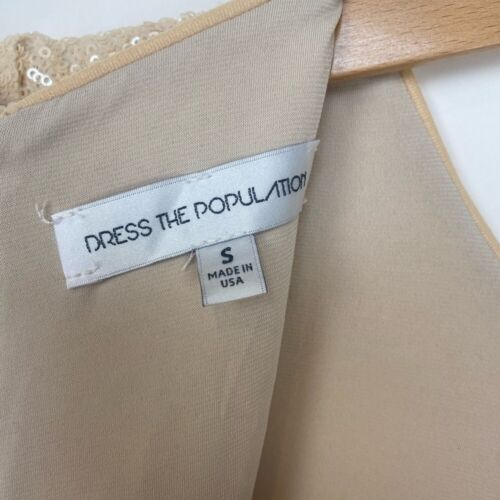 DRESS THE POPULATION
S
MADE IN
USA